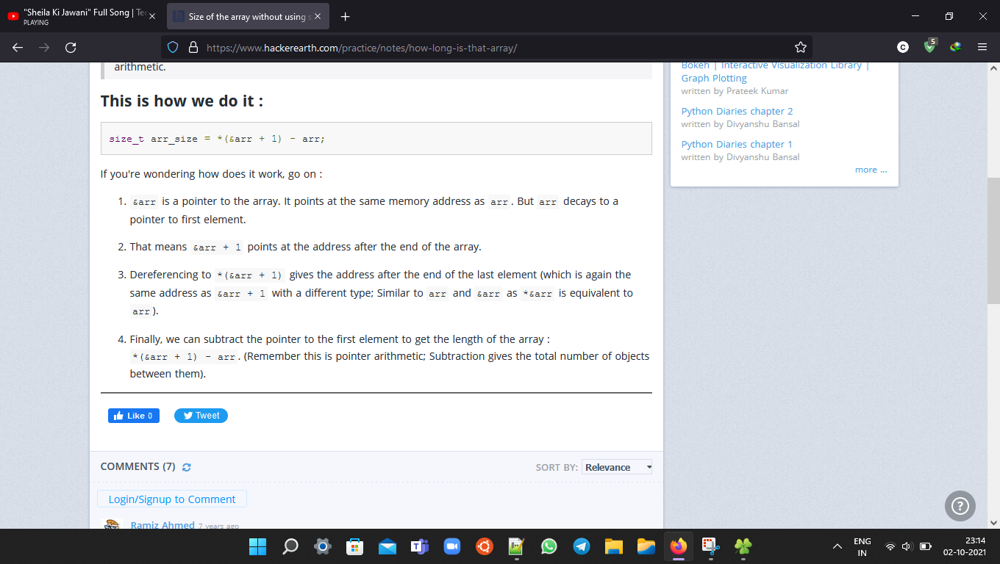 "Sheila Ki Jawani" Full Song | Tee
PLAYING
Size of the array without using s
https://www.hackerearth.com/practice/notes/how-long-is-that-array/
5
arithmetic.
This is how we do it :
size_t arr_size = *(&arr + 1) - arr;
If you're wondering how does it work, go on :
1. &arr is a pointer to the array. It points at the same memory address as arr. But arr decays to a
pointer to first element.
2. That means &arr + 1 points at the address after the end of the array.
3. Dereferencing to *(&arr + 1) gives the address after the end of the last element (which is again the
same address as &arr + 1 with a different type; Similar to arr and &arr as *&arr is equivalent to
arr).
4. Finally, we can subtract the pointer to the first element to get the length of the array :
*(&arr + 1) - arr. (Remember this is pointer arithmetic; Subtraction gives the total number of objects
between them).
Like 0
Tweet
COMMENTS (7)
SORT BY: Relevance
Login/Signup to Comment
Ramiz Ahmed 7 years ago
Bokeh | Interactive Visualization Library |
Graph Plotting
written by Prateek Kumar
Python Diaries chapter 2
written by Divyanshu Bansal
Python Diaries chapter 1
written by Divyanshu Bansal
more ...
ENG
IN
23:14
02-10-2021